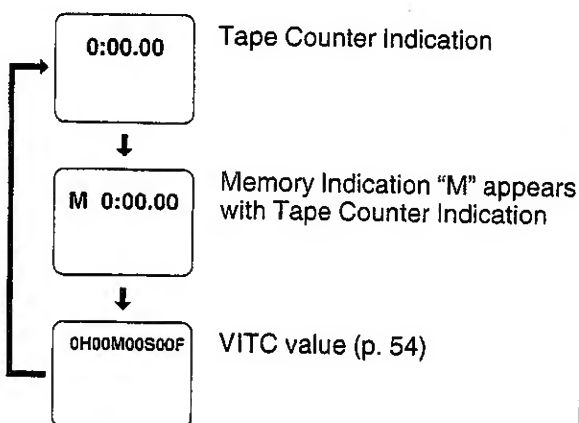 0:00.00
Tape Counter Indication
M 0:00.00
Memory Indication "M" appears
with Tape Counter Indication
0H00M00S00F
VITC value (p. 54)